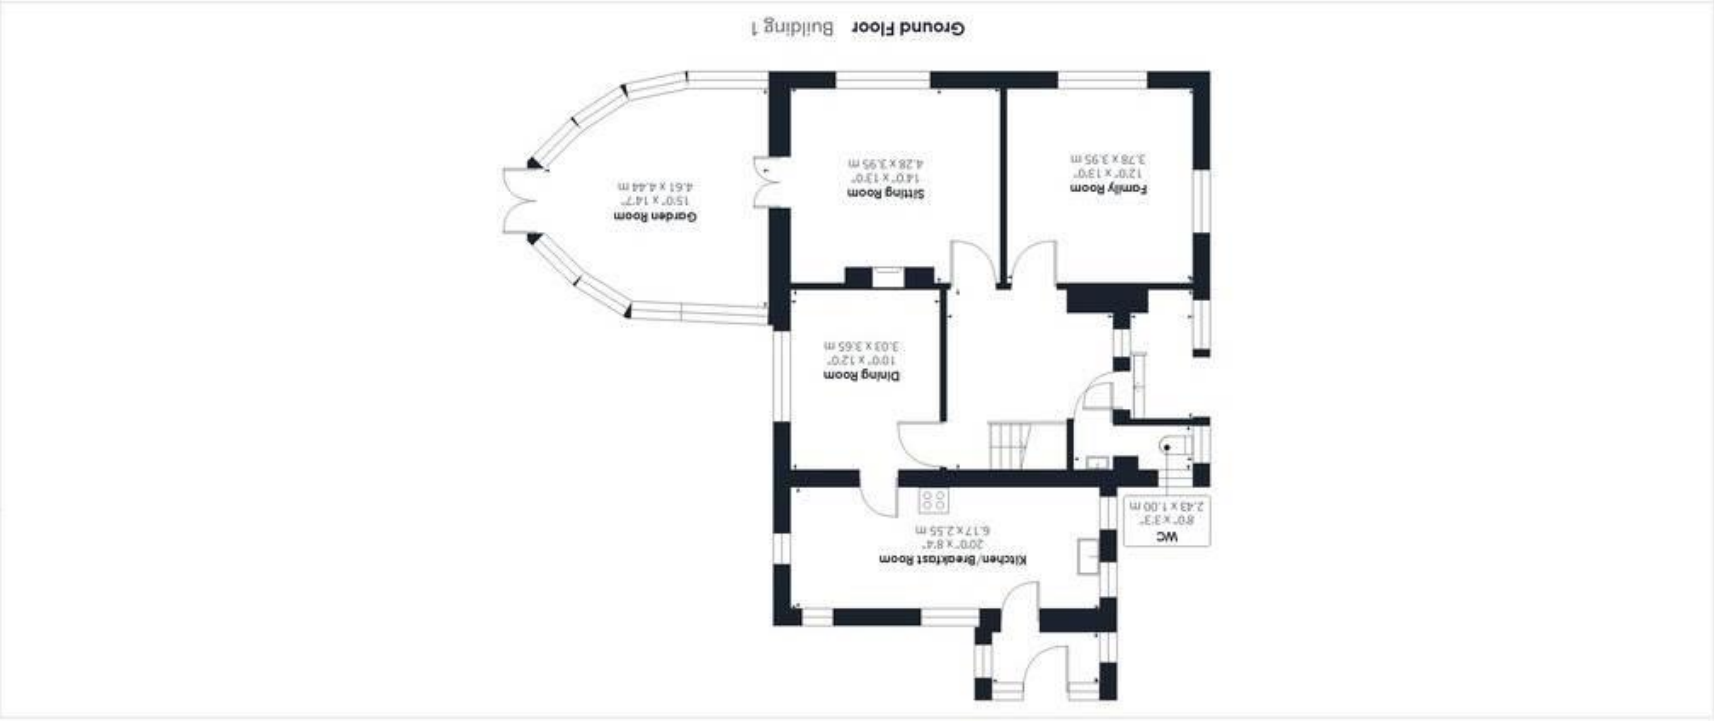 WC
8'0" x 3'3"
2.43 x 1.00 m
Kitchen/Breakfast Room
20'0" x 8'4"
6.17 x 2.55 m
Dining Room
10'0" x 12'0"
3.03 x 3.65 m
Family Room
12'0" x 13'0"
3.78 x 3.95 m
Sitting Room
14'0" x 13'0"
4.28 x 3.95 m
Garden Room
15'0" x 14'7"
4.61 x 4.44 m
Ground Floor Building 1